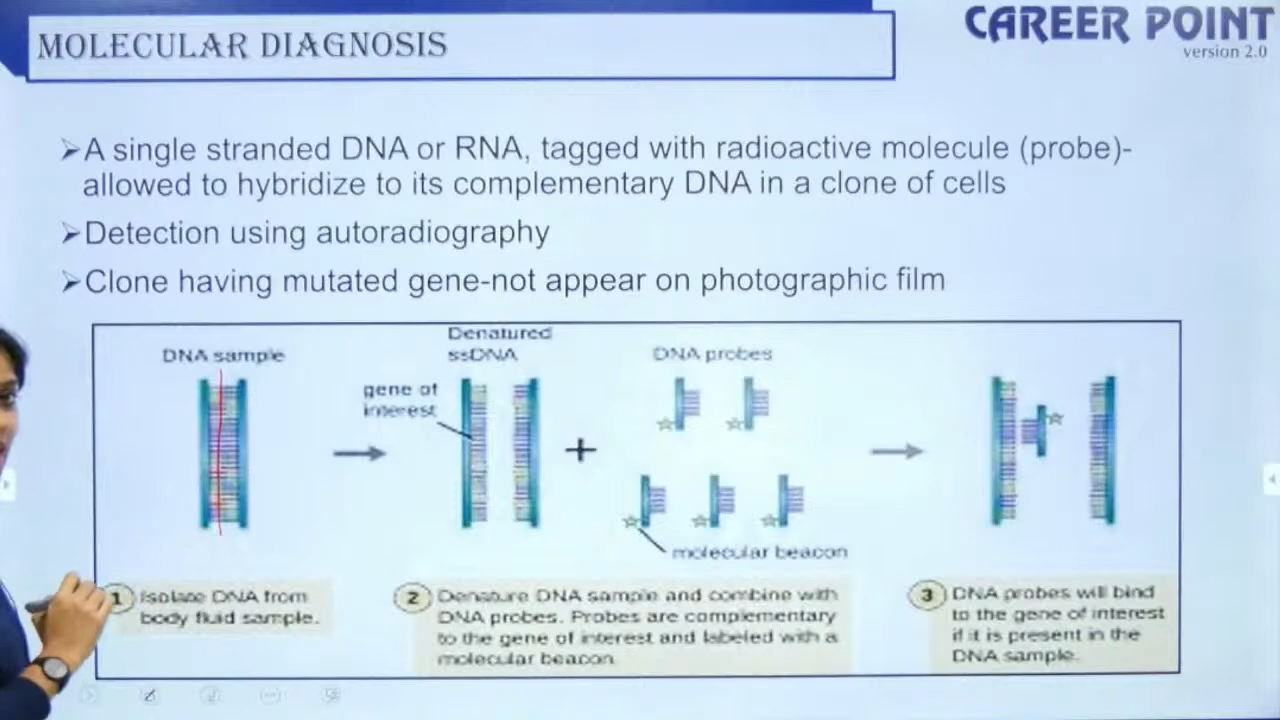 MOLECULAR DIAGNOSIS
CAREER POINT
version 2.0
➢A single stranded DNA or RNA, tagged with radioactive molecule (probe)-
allowed to hybridize to its complementary DNA in a clone of cells
➢Detection using autoradiography
➢Clone having mutated gene-not appear on photographic film
DNA sample
Denatured
ssDNA
gene of
interest
DNA probes
+
molecular beacon
1 Isolate DNA from
body fluid sample.
2 Denature DNA sample and combine with
DNA probes. Probes are complementary
to the gene of interest and labeled with a
molecular beacon
3 DNA probes will bind
to the gene of interest
if it is present in the
DNA sample.